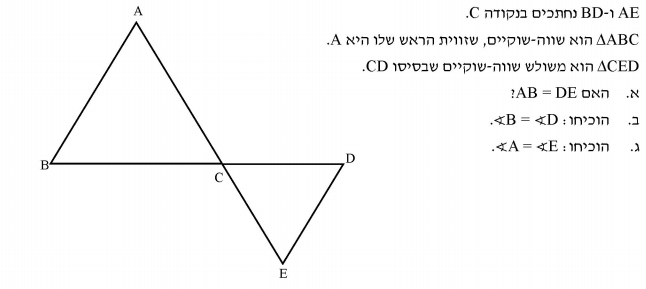 AE ו-BD נחתכים בנקודה C.
ΔABC הוא שווה-שוקיים, שזווית הראש שלו היא A.
ΔCED הוא משולש שווה-שוקיים שבסיסו CD.
א. האם AB = DE?
ב. הוכיחו: ∢B = ∢D.
ג. הוכיחו: ∢A = ∢E.
A
B
C
D
E